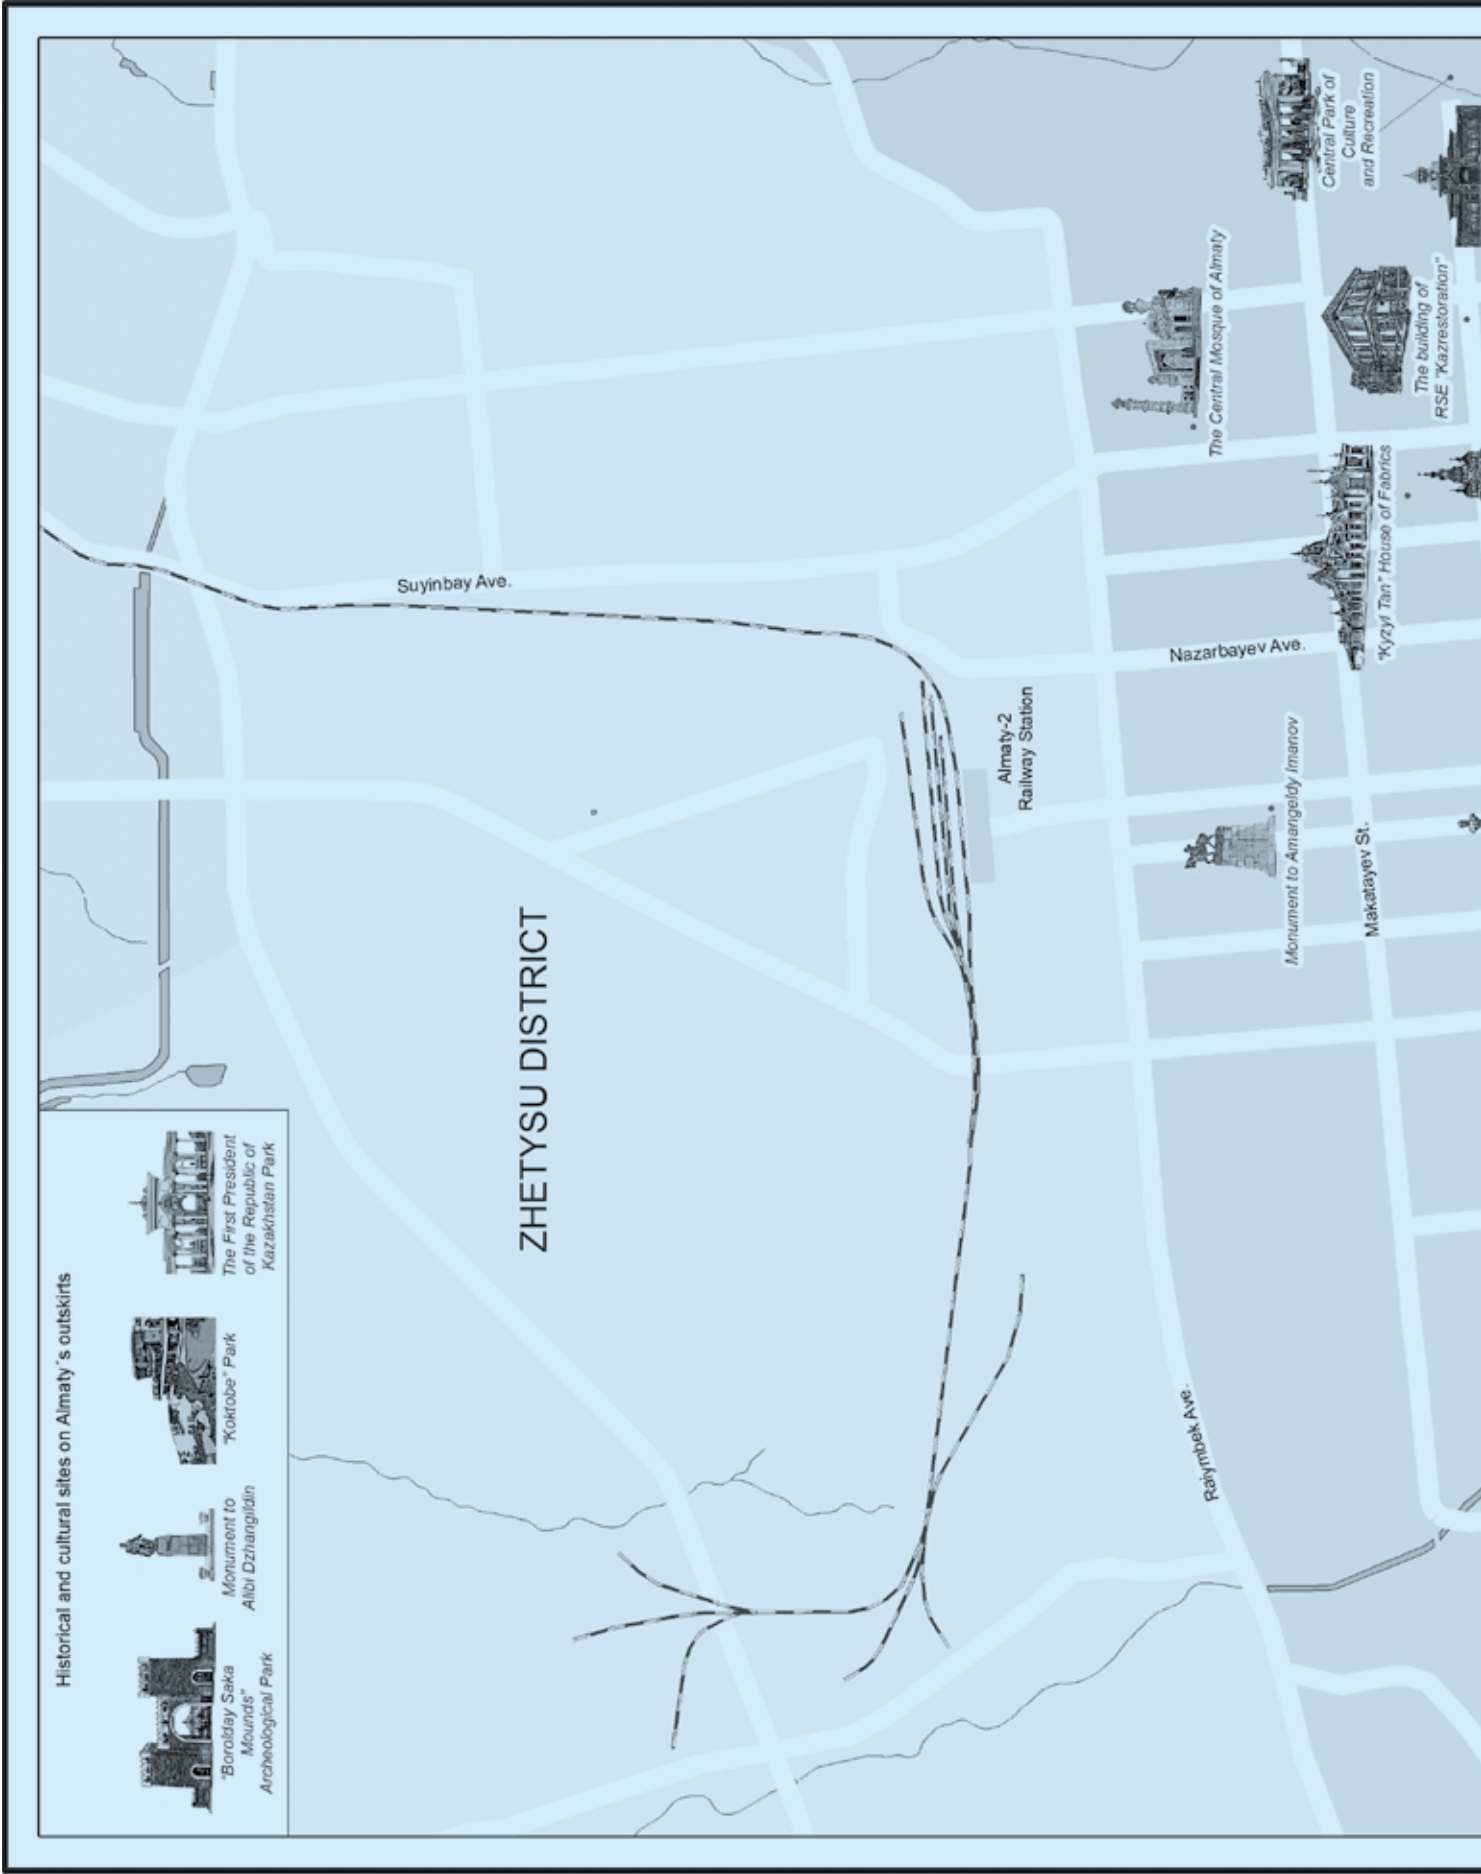 Historical and cultural sites on Almaty´s outskirts
"Borolday Saka
Mounds"
Archeological Park
Monument to
Alibi Dzhangildin
"Koktobe" Park
The First President
of the Republic of
Kazakhstan Park
ZHETYSU DISTRICT
Suyinbay Ave.
Almaty-2
Railway Station
Raiymbek Ave.
Nazarbayev Ave.
Monument to Amangeldy Imanov
Makatayev St.
The Central Mosque of Almaty
"Kyzyl Tan" House of Fabrics
The building of
RSE "Kazrestoration"
Central Park of
Culture
and Recreation